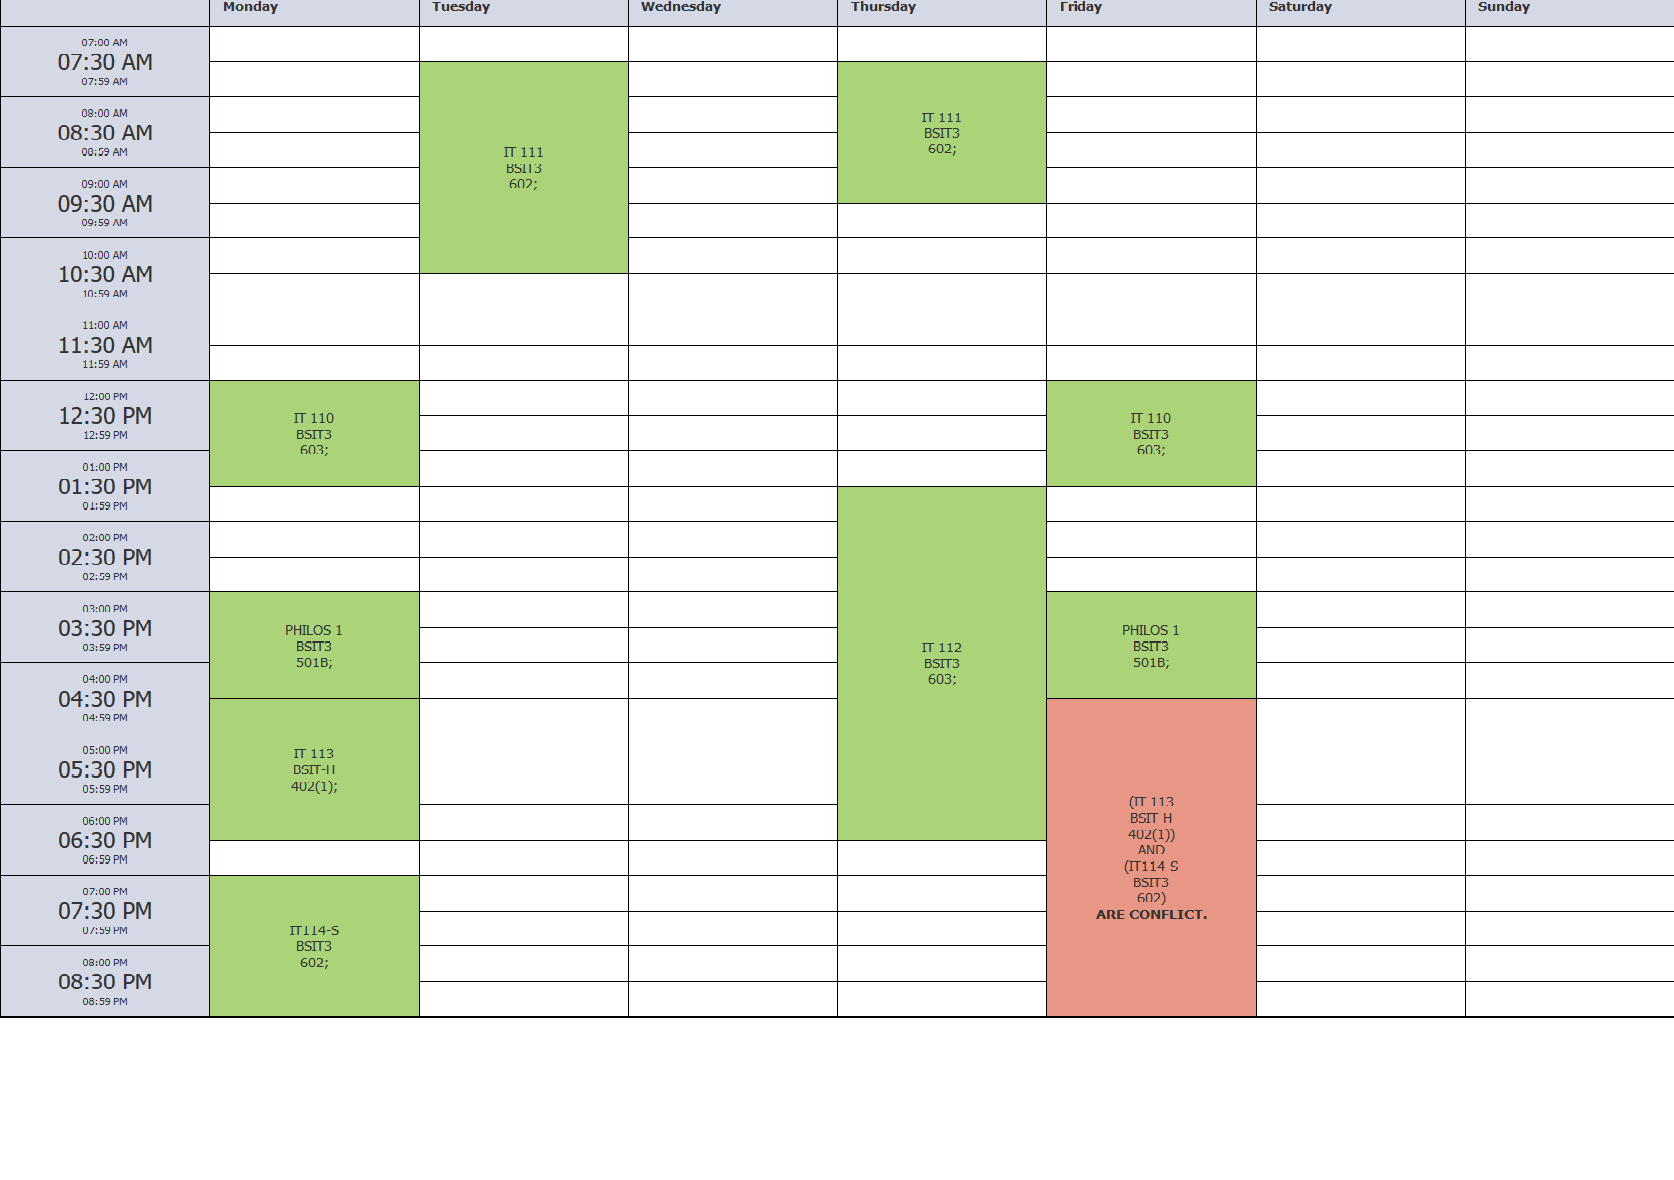 Monday Tuesday Wednesday Thursday Friday Saturday Sunday
07:00 AM
07:30 AM
07:59 AM
08:00 AM
08:30 AM
08:59 AM
09:00 AM
09:30 AM
09:59 AM
10:00 AM
10:30 AM
10:59 AM
11:00 AM
11:30 AM
11:59 AM
12:00 PM
12:30 PM
12:59 PM
01:00 PM
01:30 PM
01:59 PM
02:00 PM
02:30 PM
02:59 PM
03:00 PM
03:30 PM
03:59 PM
04:00 PM
04:30 PM
04:59 PM
05:00 PM
05:30 PM
05:59 PM
06:00 PM
06:30 PM
06:59 PM
07:00 PM
07:30 PM
07:59 PM
08:00 PM
08:30 PM
08:59 PM
IT 110
BSIT3
603;
PHILOS 1
BSIT3
501B;
IT 113
BSIT-H
402(1);
IT114-S
BSIT3
602;
IT 111
BSIT3
602;
IT 111
BSIT3
602;
IT 112
BSIT3
603;
IT 110
BSIT3
603;
PHILOS 1
BSIT3
501B;
(IT 113
BSIT-H
402(1))
AND
(IT114-S
BSIT3
602)
ARE CONFLICT.